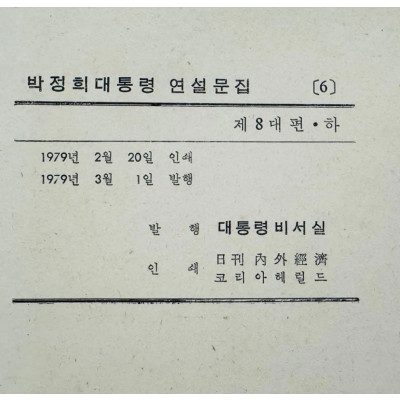 박정희대통령 연설문집 〔6〕
제8대편·하
1979년 2월 20일 인쇄
1979년 3월 1일 발행
발 행 대통령비서실
인 쇄 日刊內外經濟
코리아헤럴드